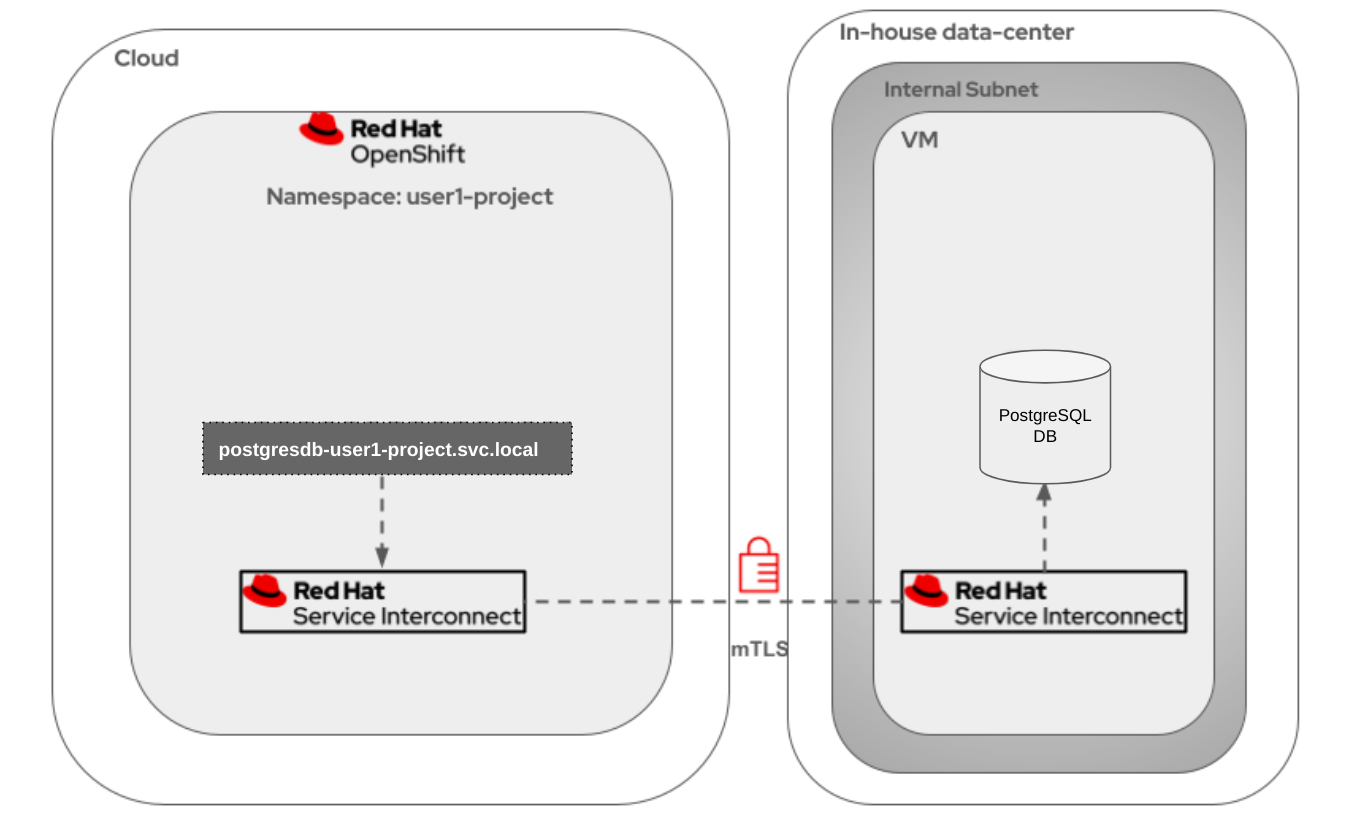 Cloud
Red Hat
OpenShift
Namespace: user1-project
postgresdb-user1-project.svc.local
Red Hat
Service Interconnect
mTLS
In-house data-center
Internal Subnet
VM
PostgreSQL
DB
Red Hat
Service Interconnect